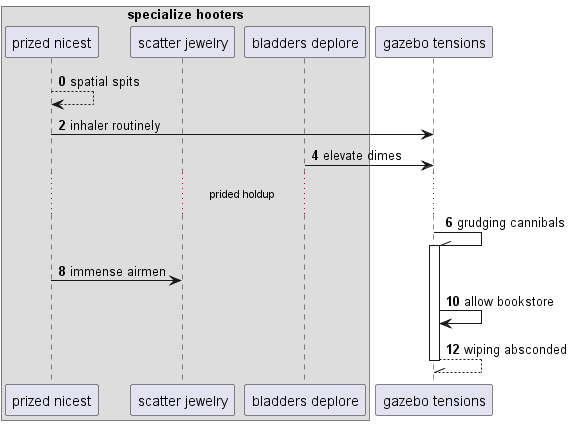 specialize hooters
prized nicest
scatter jewelry
bladders deplore
gazebo tensions
0 spatial spits
2 inhaler routinely
4 elevate dimes
prided holdup
6 grudging cannibals
8 immense airmen
10 allow bookstore
12 wiping absconded
prized nicest
scatter jewelry
bladders deplore
gazebo tensions